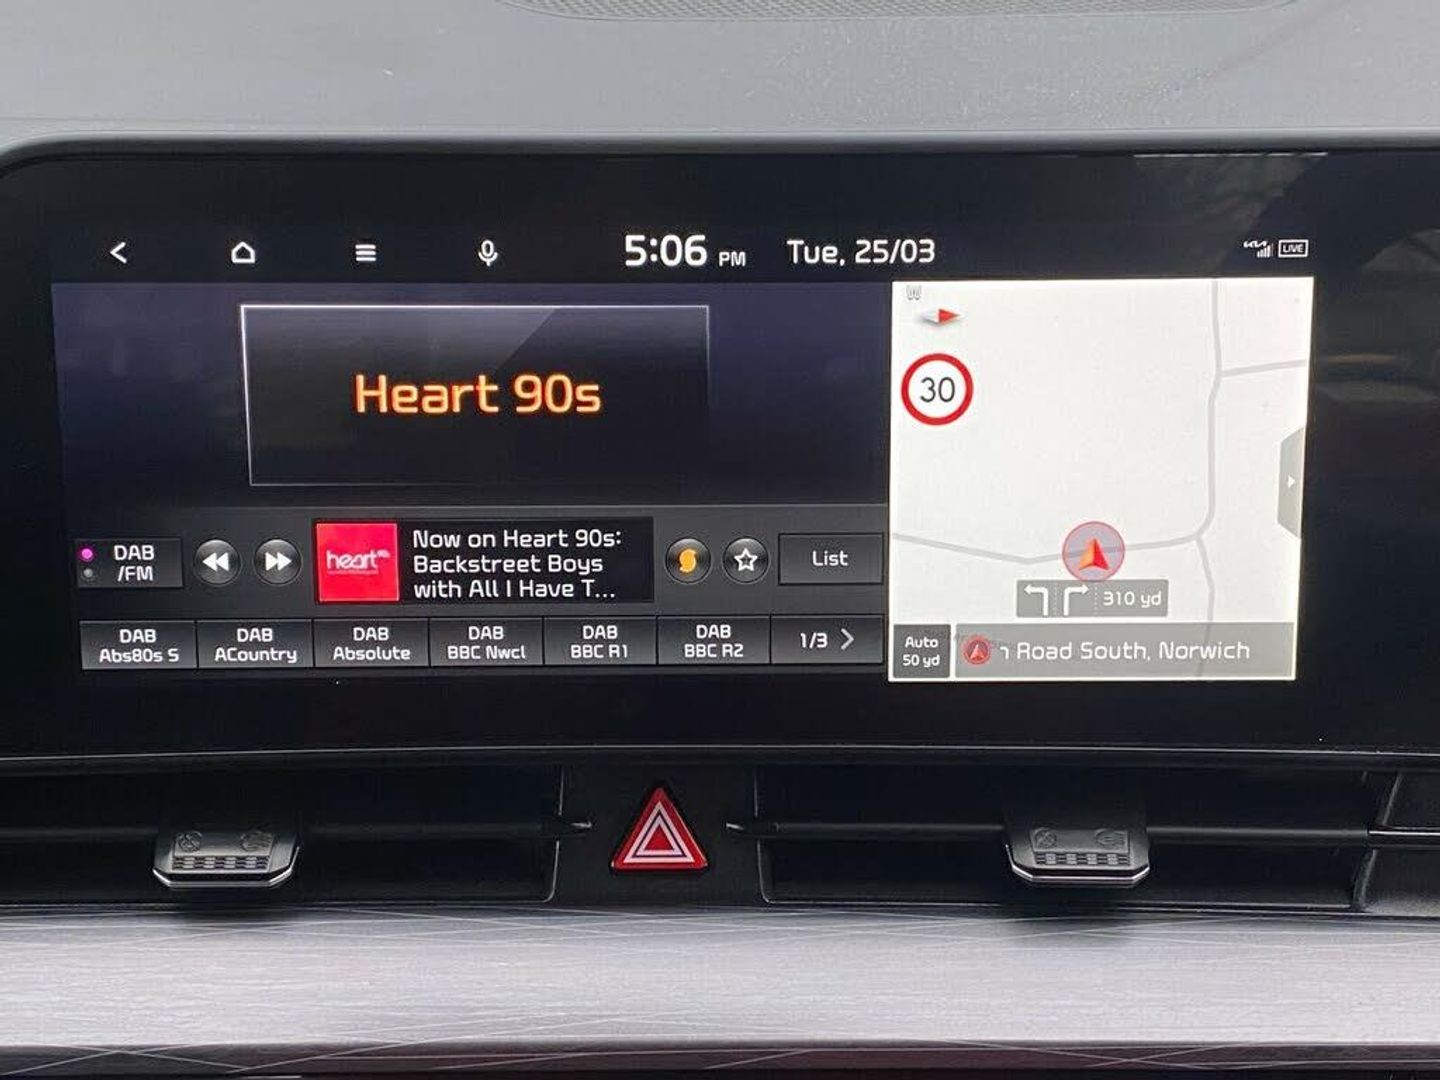 5:06 PM Tue, 25/03
LIVE
Heart 90s
W
30
DAB
/FM
heart 90s
Now on Heart 90s:
Backstreet Boys
with All I Have T...
List
310 yd
DAB
Abs80s S
DAB
ACountry
DAB
Absolute
DAB
BBC Nwcl
DAB
BBC R1
DAB
BBC R2
1/3
Auto
50 yd
Road South, Norwich